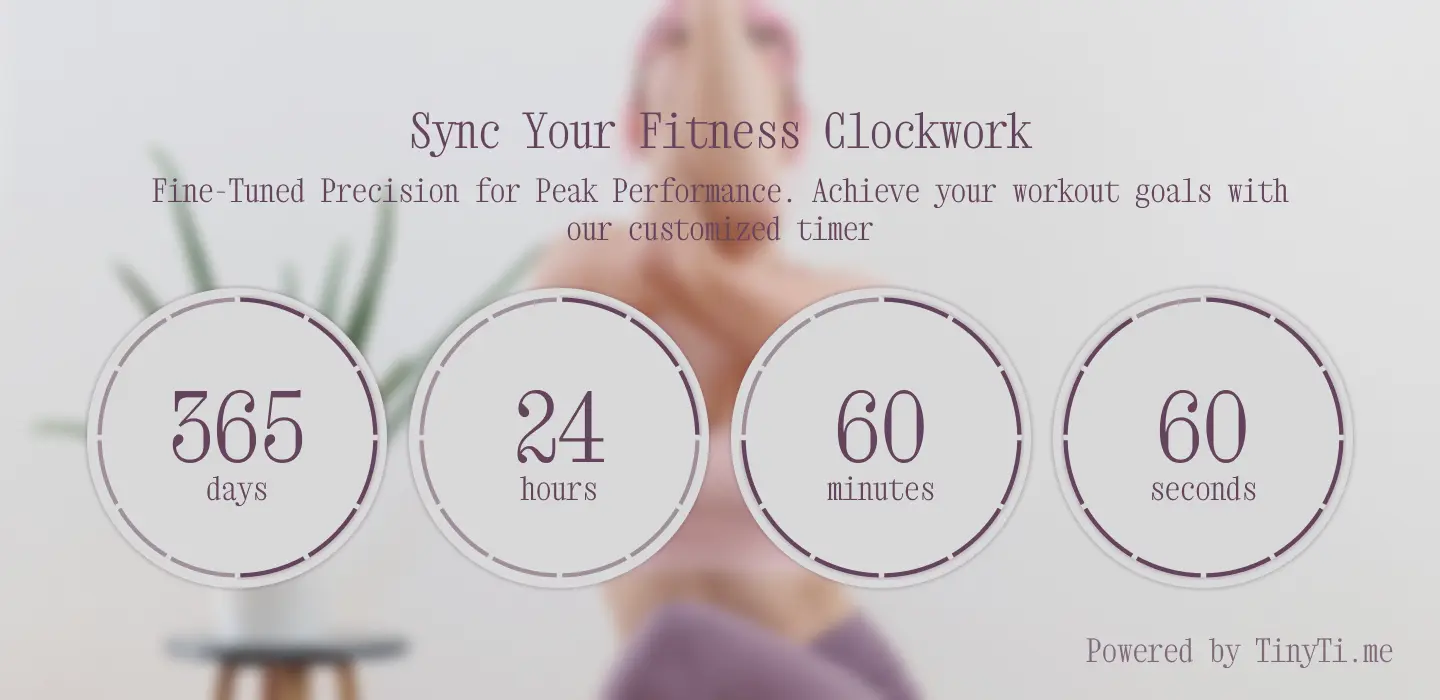 Sync Your Fitness Clockwork
Fine-Tuned Precision for Peak Performance. Achieve your workout goals with
our customized timer
365
days
24
hours
60
minutes
60
seconds
Powered by TinyTi.me